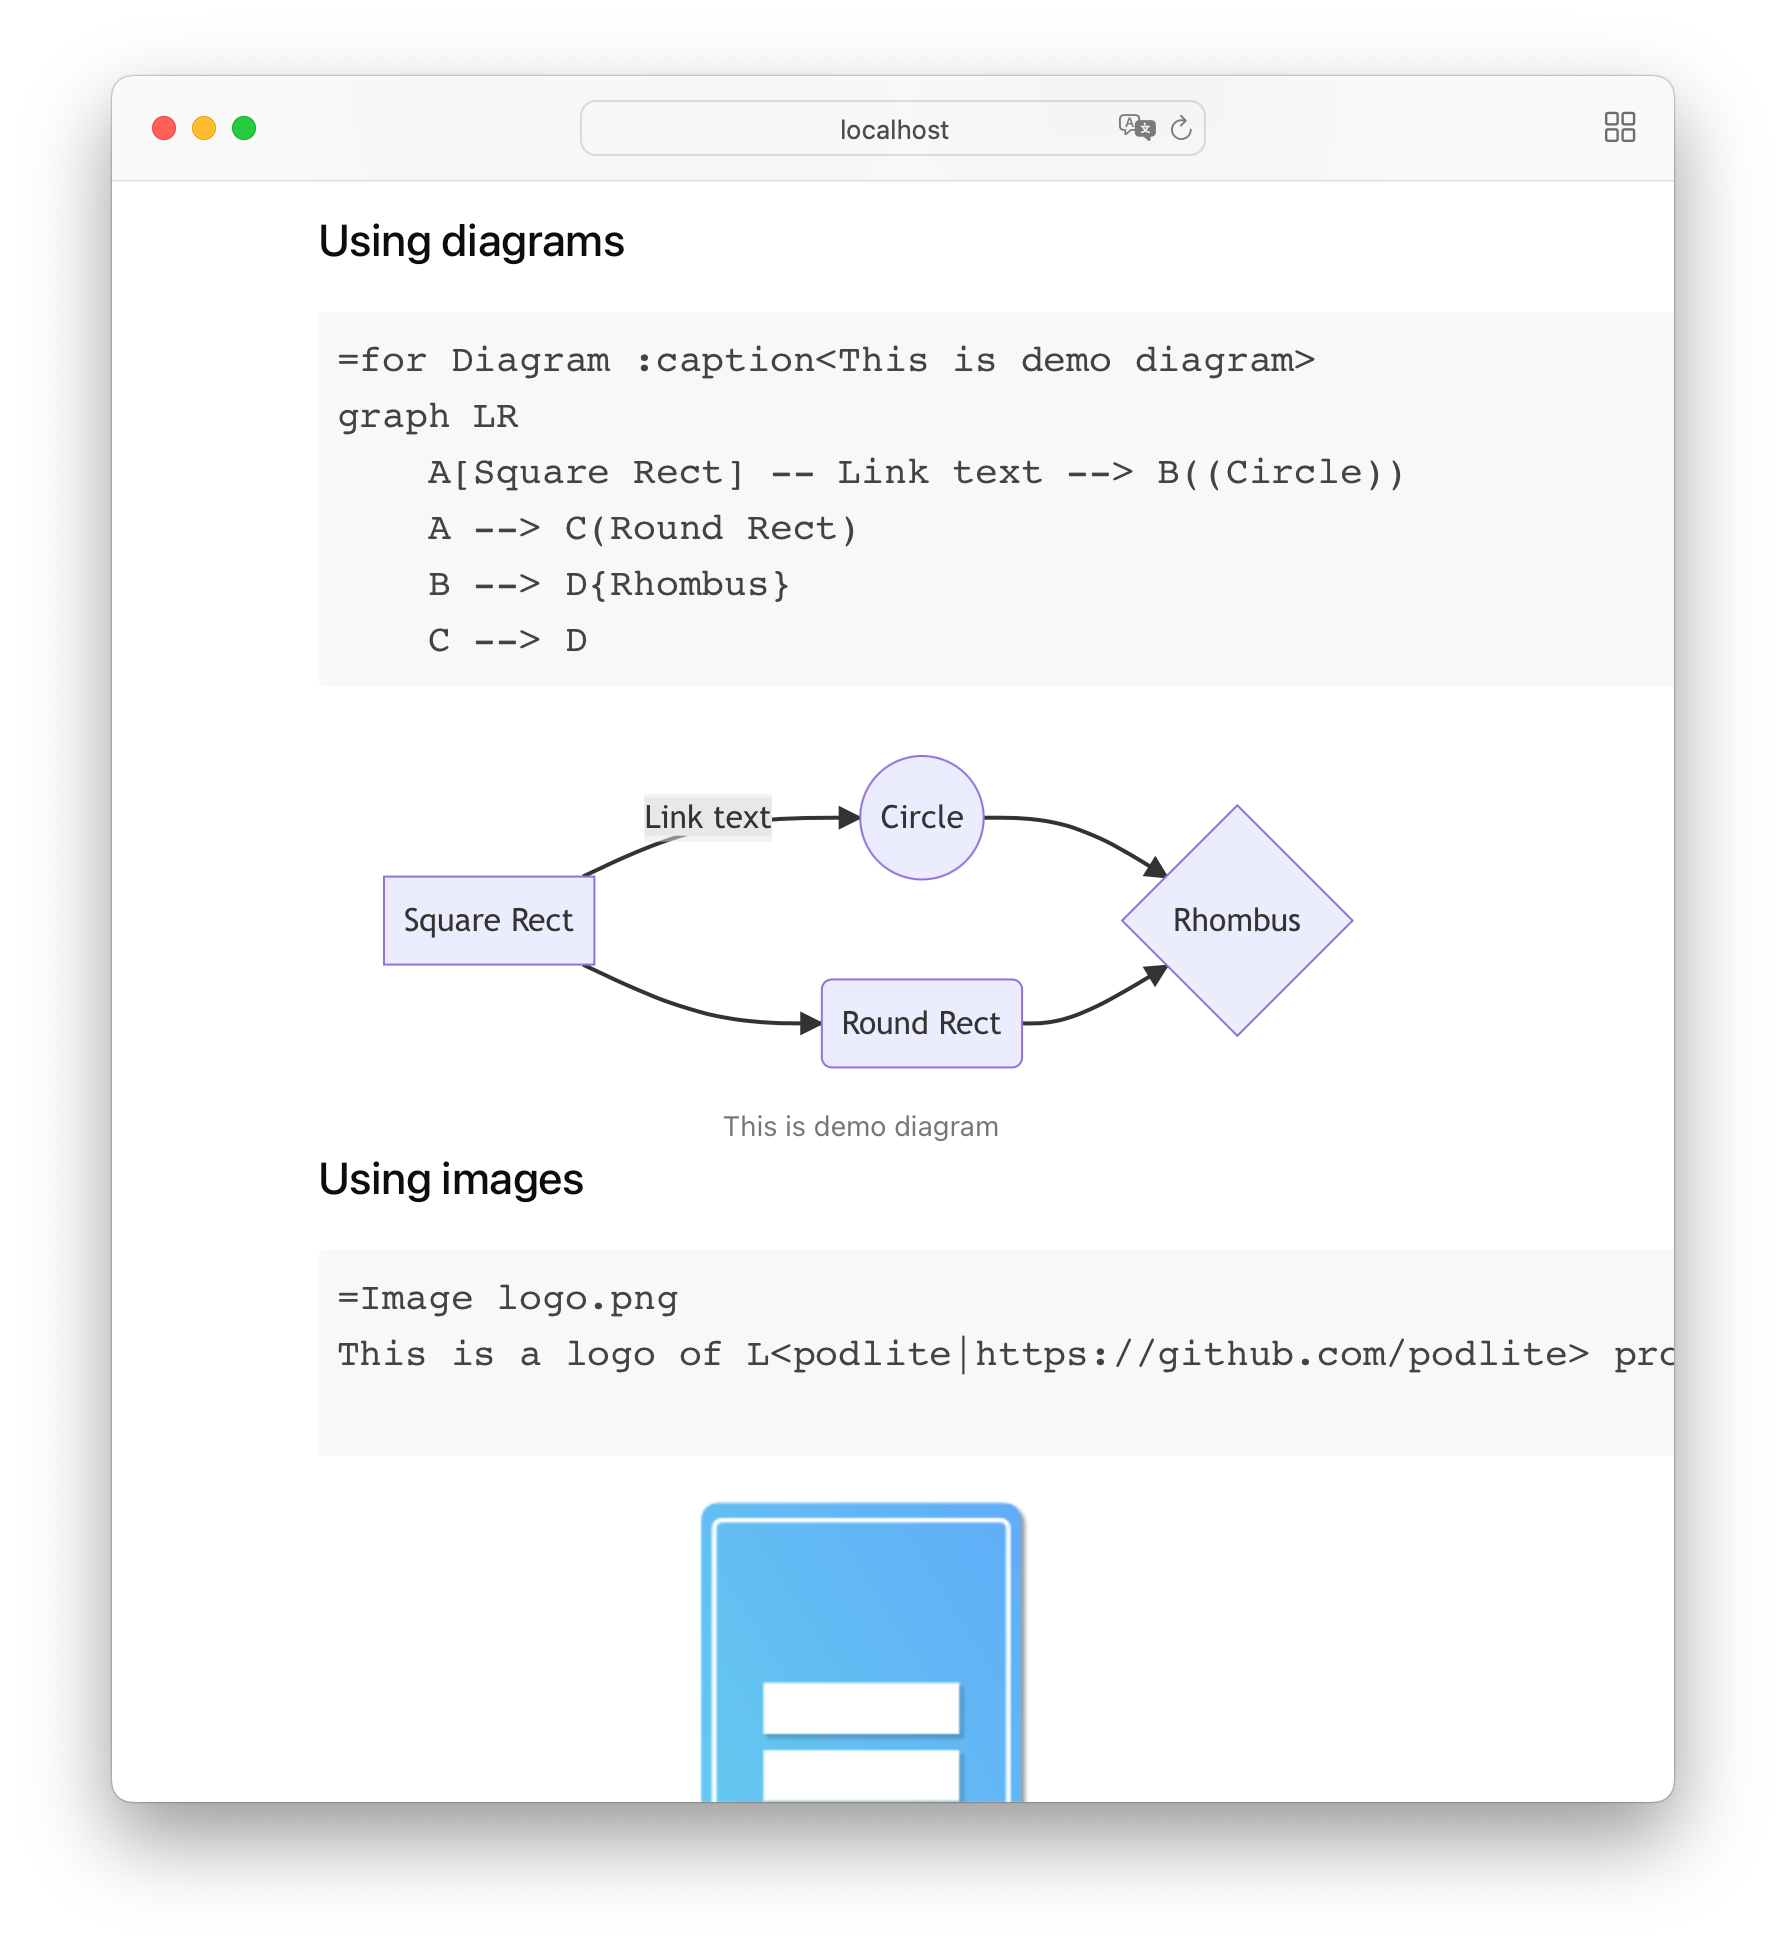 localhost
Using diagrams
=for Diagram :caption<This is demo diagram>
graph LR
    A[Square Rect] -- Link text --> B((Circle))
    A --> C(Round Rect)
    B --> D{Rhombus}
    C --> D
Link text
Circle
Square Rect
Rhombus
Round Rect
This is demo diagram
Using images
=Image logo.png
This is a logo of L<podlite|https://github.com/podlite> pro